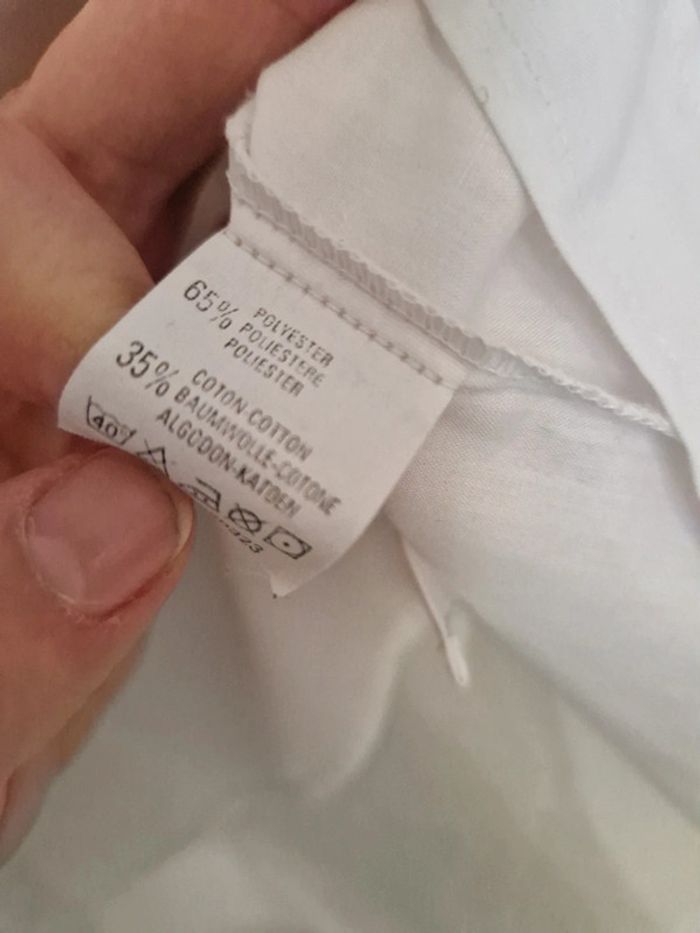 65% POLYESTER
POLIESTERE
POLIESTER
35% COTON-COTTON
BAUMWOLLE-COTONE
ALGODON-KATOEN
40°